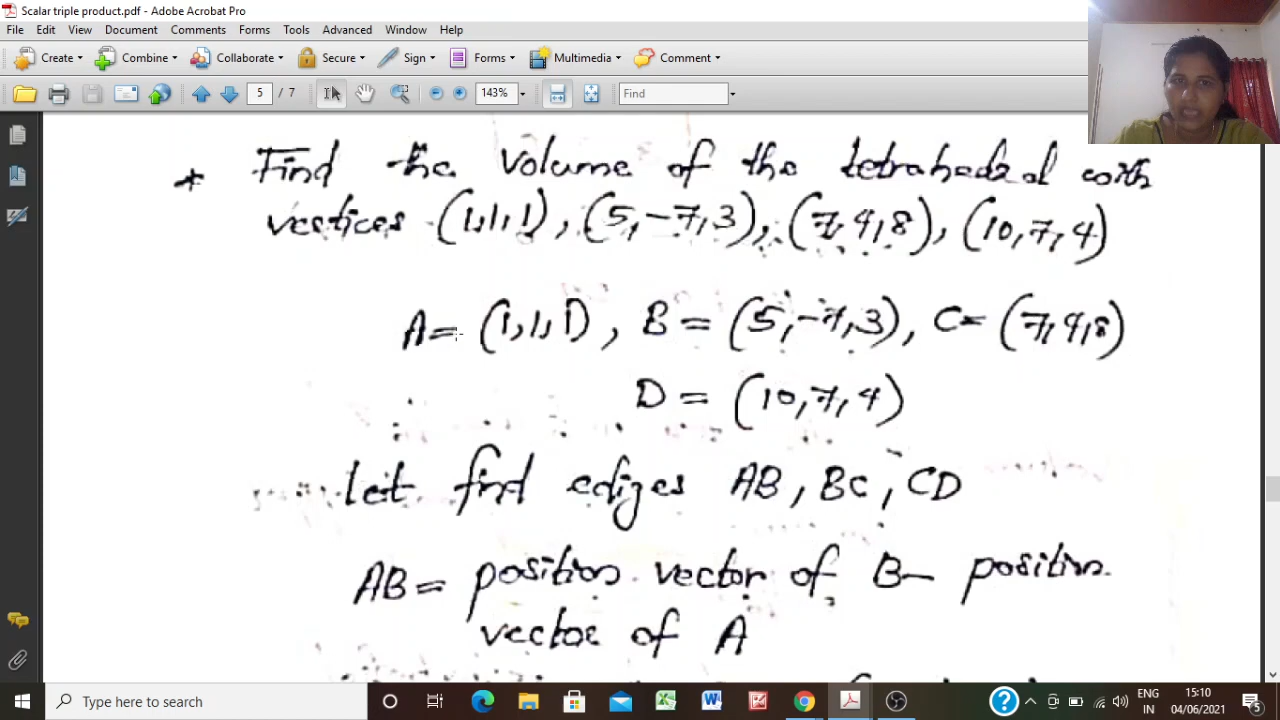 Scalar triple product.pdf - Adobe Acrobat Pro
File Edit View Document Comments Forms Tools Advanced Window Help
Create Combine Collaborate Secure Sign Forms Multimedia Comment
5 / 7 143% Find
* Find the volume of the tetrahedral with
vertices (1,1,1), (5,-7,3), (7,4,8), (10,7,4)
A= (1,1,1), B= (5,-7,3), C= (7,4,8)
D = (10,7,4)
Let find edges AB, BC, CD
AB= position vector of B- position
vector of A
Type here to search
ENG
IN
15:10
04/06/2021
5